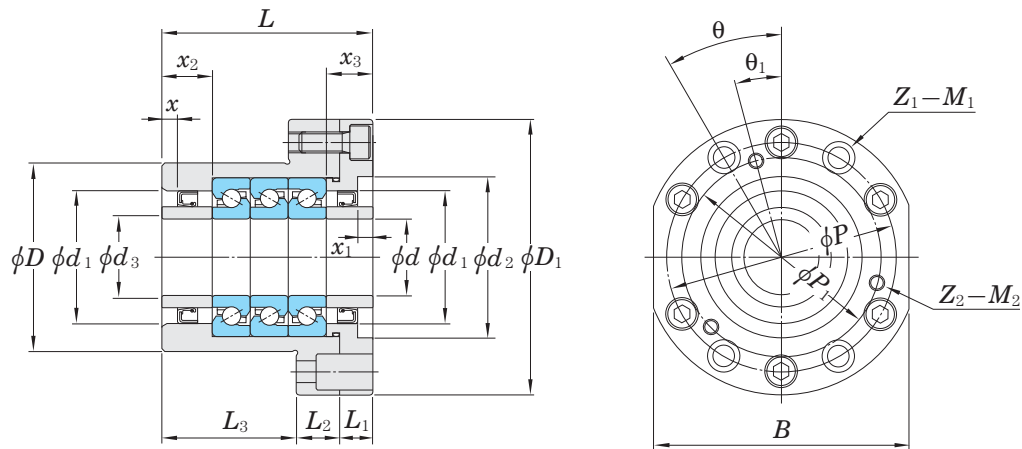 L
x₂
x₃
x
ϕD
ϕd₁
ϕd₃
x₁
ϕd
ϕd₁
ϕd₂
ϕD₁
L₃
L₂
L₁
θ
θ₁
Z₁−M₁
ϕP
ϕP₁
Z₂−M₂
B